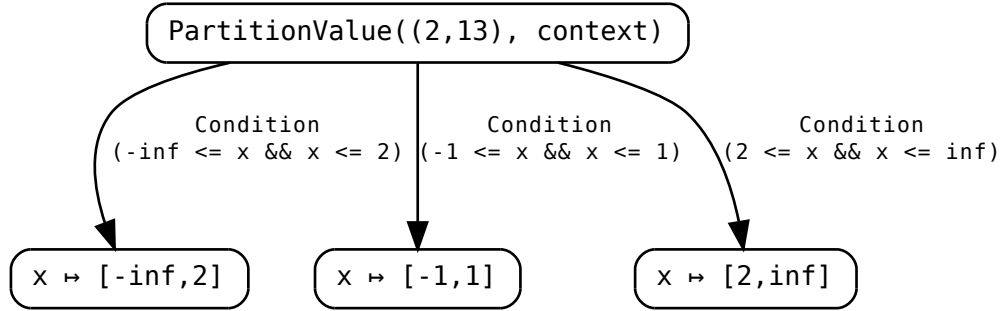 PartitionValue((2,13), context)
Condition
(-inf <= x && x <= 2)
Condition
(-1 <= x && x <= 1)
Condition
(2 <= x && x <= inf)
x ↦ [-inf,2]
x ↦ [-1,1]
x ↦ [2,inf]